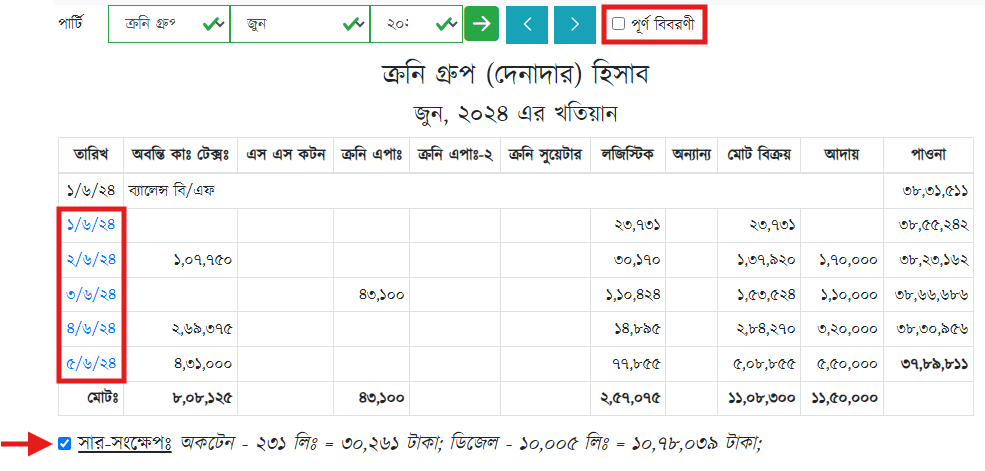 পার্টি ক্রনি গ্রুপ জুন ২০২ পূর্ণ বিবরণী
ক্রনি গ্রুপ (দেনাদার) হিসাব
জুন, ২০২৪ এর খতিয়ান
তারিখ অবন্তি কাঃ টেক্সঃ এস এস কটন ক্রনি এপাঃ ক্রনি এপাঃ-২ ক্রনি সুয়েটার লজিস্টিক অন্যান্য মোট বিক্রয় আদায় পাওনা
১/৬/২৪ ব্যালেন্স বি/এফ ৩৮,৩১,৫১১
১/৬/২৪ ২৩,৭৩১ ২৩,৭৩১ ৩৮,৫৫,২৪২
২/৬/২৪ ১,০৭,৭৫০ ৩০,১৭০ ১,৩৭,৯২০ ১,৭০,০০০ ৩৮,২৩,১৬২
৩/৬/২৪ ৪৩,১০০ ১,১০,৪২৪ ১,৫৩,৫২৪ ১,১০,০০০ ৩৮,৬৬,৬৮৬
৪/৬/২৪ ২,৬৯,৩৭৫ ১৪,৮৯৫ ২,৮৪,২৭০ ৩,২০,০০০ ৩৮,৩০,৯৫৬
৫/৬/২৪ ৪,৩১,০০০ ৭৭,৮৫৫ ৫,০৮,৮৫৫ ৫,৫০,০০০ ৩৭,৮৯,৮১১
মোটঃ ৮,০৮,১২৫ ৪৩,১০০ ২,৫৭,০৭৫ ১১,০৮,৩০০ ১১,৫০,০০০
সার-সংক্ষেপঃ অকটেন - ২৩১ লিঃ = ৩০,২৬১ টাকা; ডিজেল - ১০,০০৫ লিঃ = ১০,৭৮,০৩৯ টাকা;